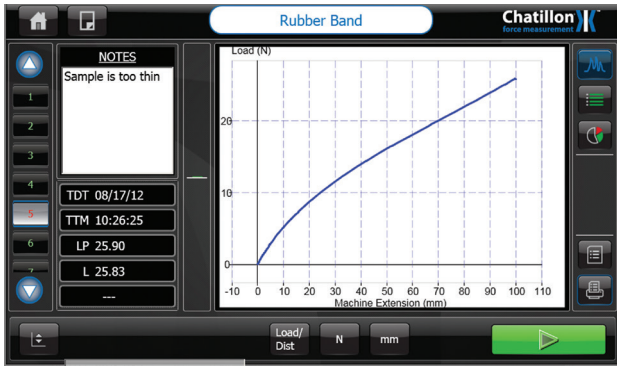 Rubber Band
Chatillon
force measurement
NOTES
Sample is too thin
1
2
3
4
5
6
7
TDT 08/17/12
TTM 10:26:25
LP 25.90
L 25.83
---
Load (N)
20
10
0
-10 0 10 20 30 40 50 60 70 80 90 100 110
Machine Extension (mm)
Load/
Dist
N
mm